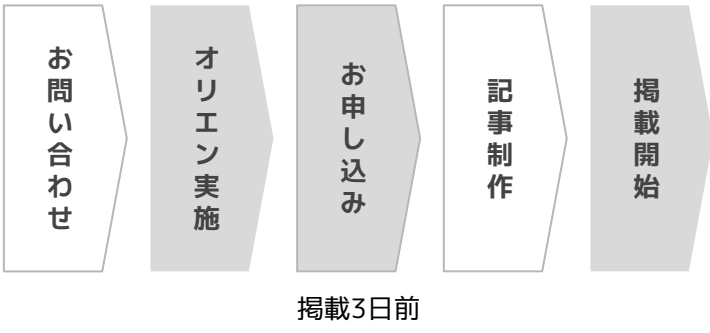 お問い合わせ
オリエン実施
お申し込み
記事制作
掲載開始
掲載3日前